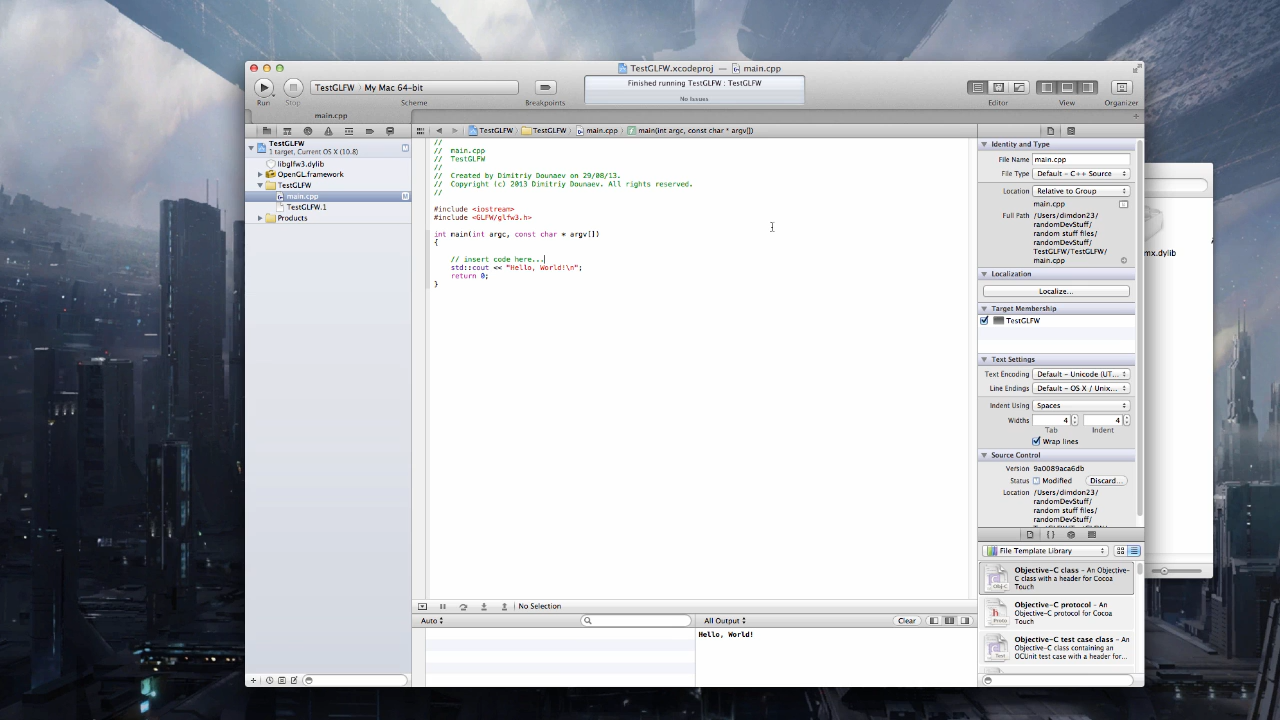 TestGLFW.xcodeproj — main.cpp
TestGLFW › My Mac 64-bit
Finished running TestGLFW : TestGLFW
No Issues
Run
Stop
Scheme
Breakpoints
Editor
View
Organizer
main.cpp
TestGLFW
1 target, Current OS X (10.8)
M
libglfw3.dylib
OpenGL.framework
TestGLFW
main.cpp
M
TestGLFW.1
Products
TestGLFW
TestGLFW
main.cpp
main(int argc, const char * argv[])
//
//  main.cpp
//  TestGLFW
//
//  Created by Dimitriy Dounaev on 29/08/13.
//  Copyright (c) 2013 Dimitriy Dounaev. All rights reserved.
//
#include <iostream>
#include <GLFW/glfw3.h>
int main(int argc, const char * argv[])
{
// insert code here...
std::cout << "Hello, World!\n";
return 0;
}
No Selection
Auto
All Output
Clear
Hello, World!
Identity and Type
File Name main.cpp
File Type Default - C++ Source
Location Relative to Group
main.cpp
Full Path /Users/dimdon23/
randomDevStuff/
random stuff files/
randomDevStuff/
TestGLFW/TestGLFW/
main.cpp
Localization
Localize...
Target Membership
TestGLFW
Text Settings
Text Encoding Default - Unicode (UT...
Line Endings Default - OS X / Unix...
Indent Using Spaces
Widths 4 4
Tab Indent
Wrap lines
Source Control
Version 9a0089aca6db
Status M Modified Discard...
Location /Users/dimdon23/
randomDevStuff/
random stuff files/
randomDevStuff/
File Template Library
Objective-C class - An Objective-
C class with a header for Cocoa
Touch
Objective-C protocol - An
Objective-C protocol for Cocoa
Touch
Objective-C test case class - An
Objective-C class containing an
OCUnit test case with a header for...
mx.dylib